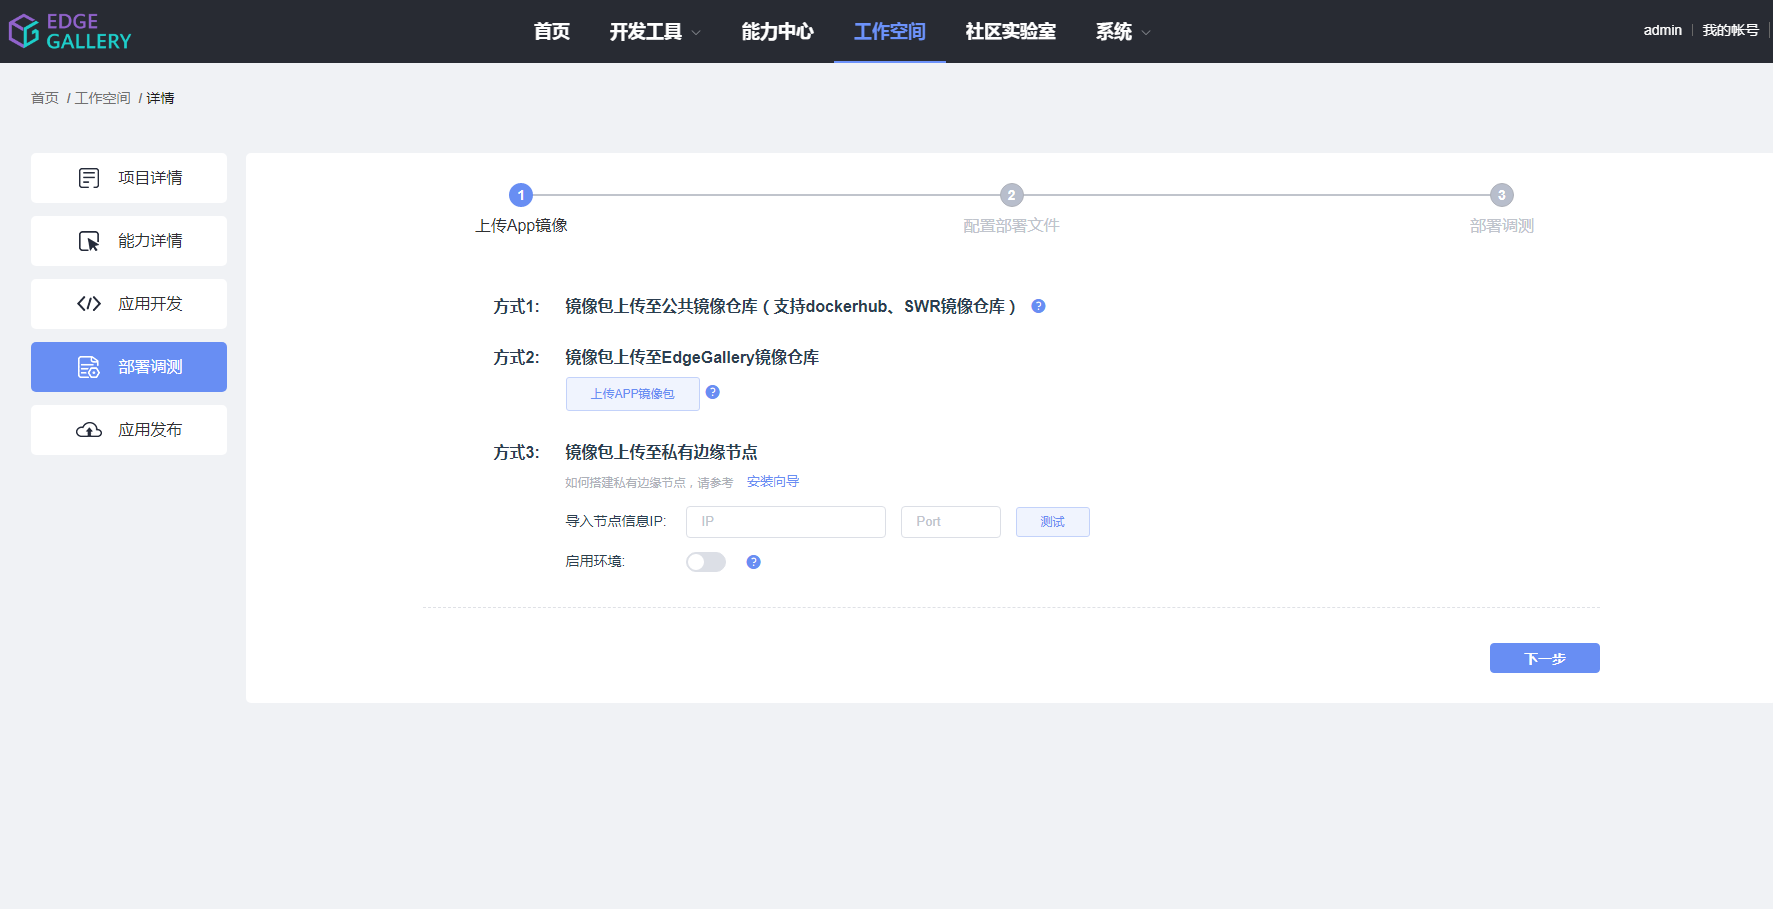 EDGE
GALLERY
首页 开发工具 能力中心 工作空间 社区实验室 系统 admin 我的帐号
首页 / 工作空间 / 详情
项目详情
能力详情
应用开发
部署调测
应用发布
1 2 3
上传App镜像 配置部署文件 部署调测
方式1: 镜像包上传至公共镜像仓库（支持dockerhub、SWR镜像仓库） ?
方式2: 镜像包上传至EdgeGallery镜像仓库
上传APP镜像包 ?
方式3: 镜像包上传至私有边缘节点
如何搭建私有边缘节点，请参考 安装向导
导入节点信息IP: IP Port 测试
启用环境: ?
下一步